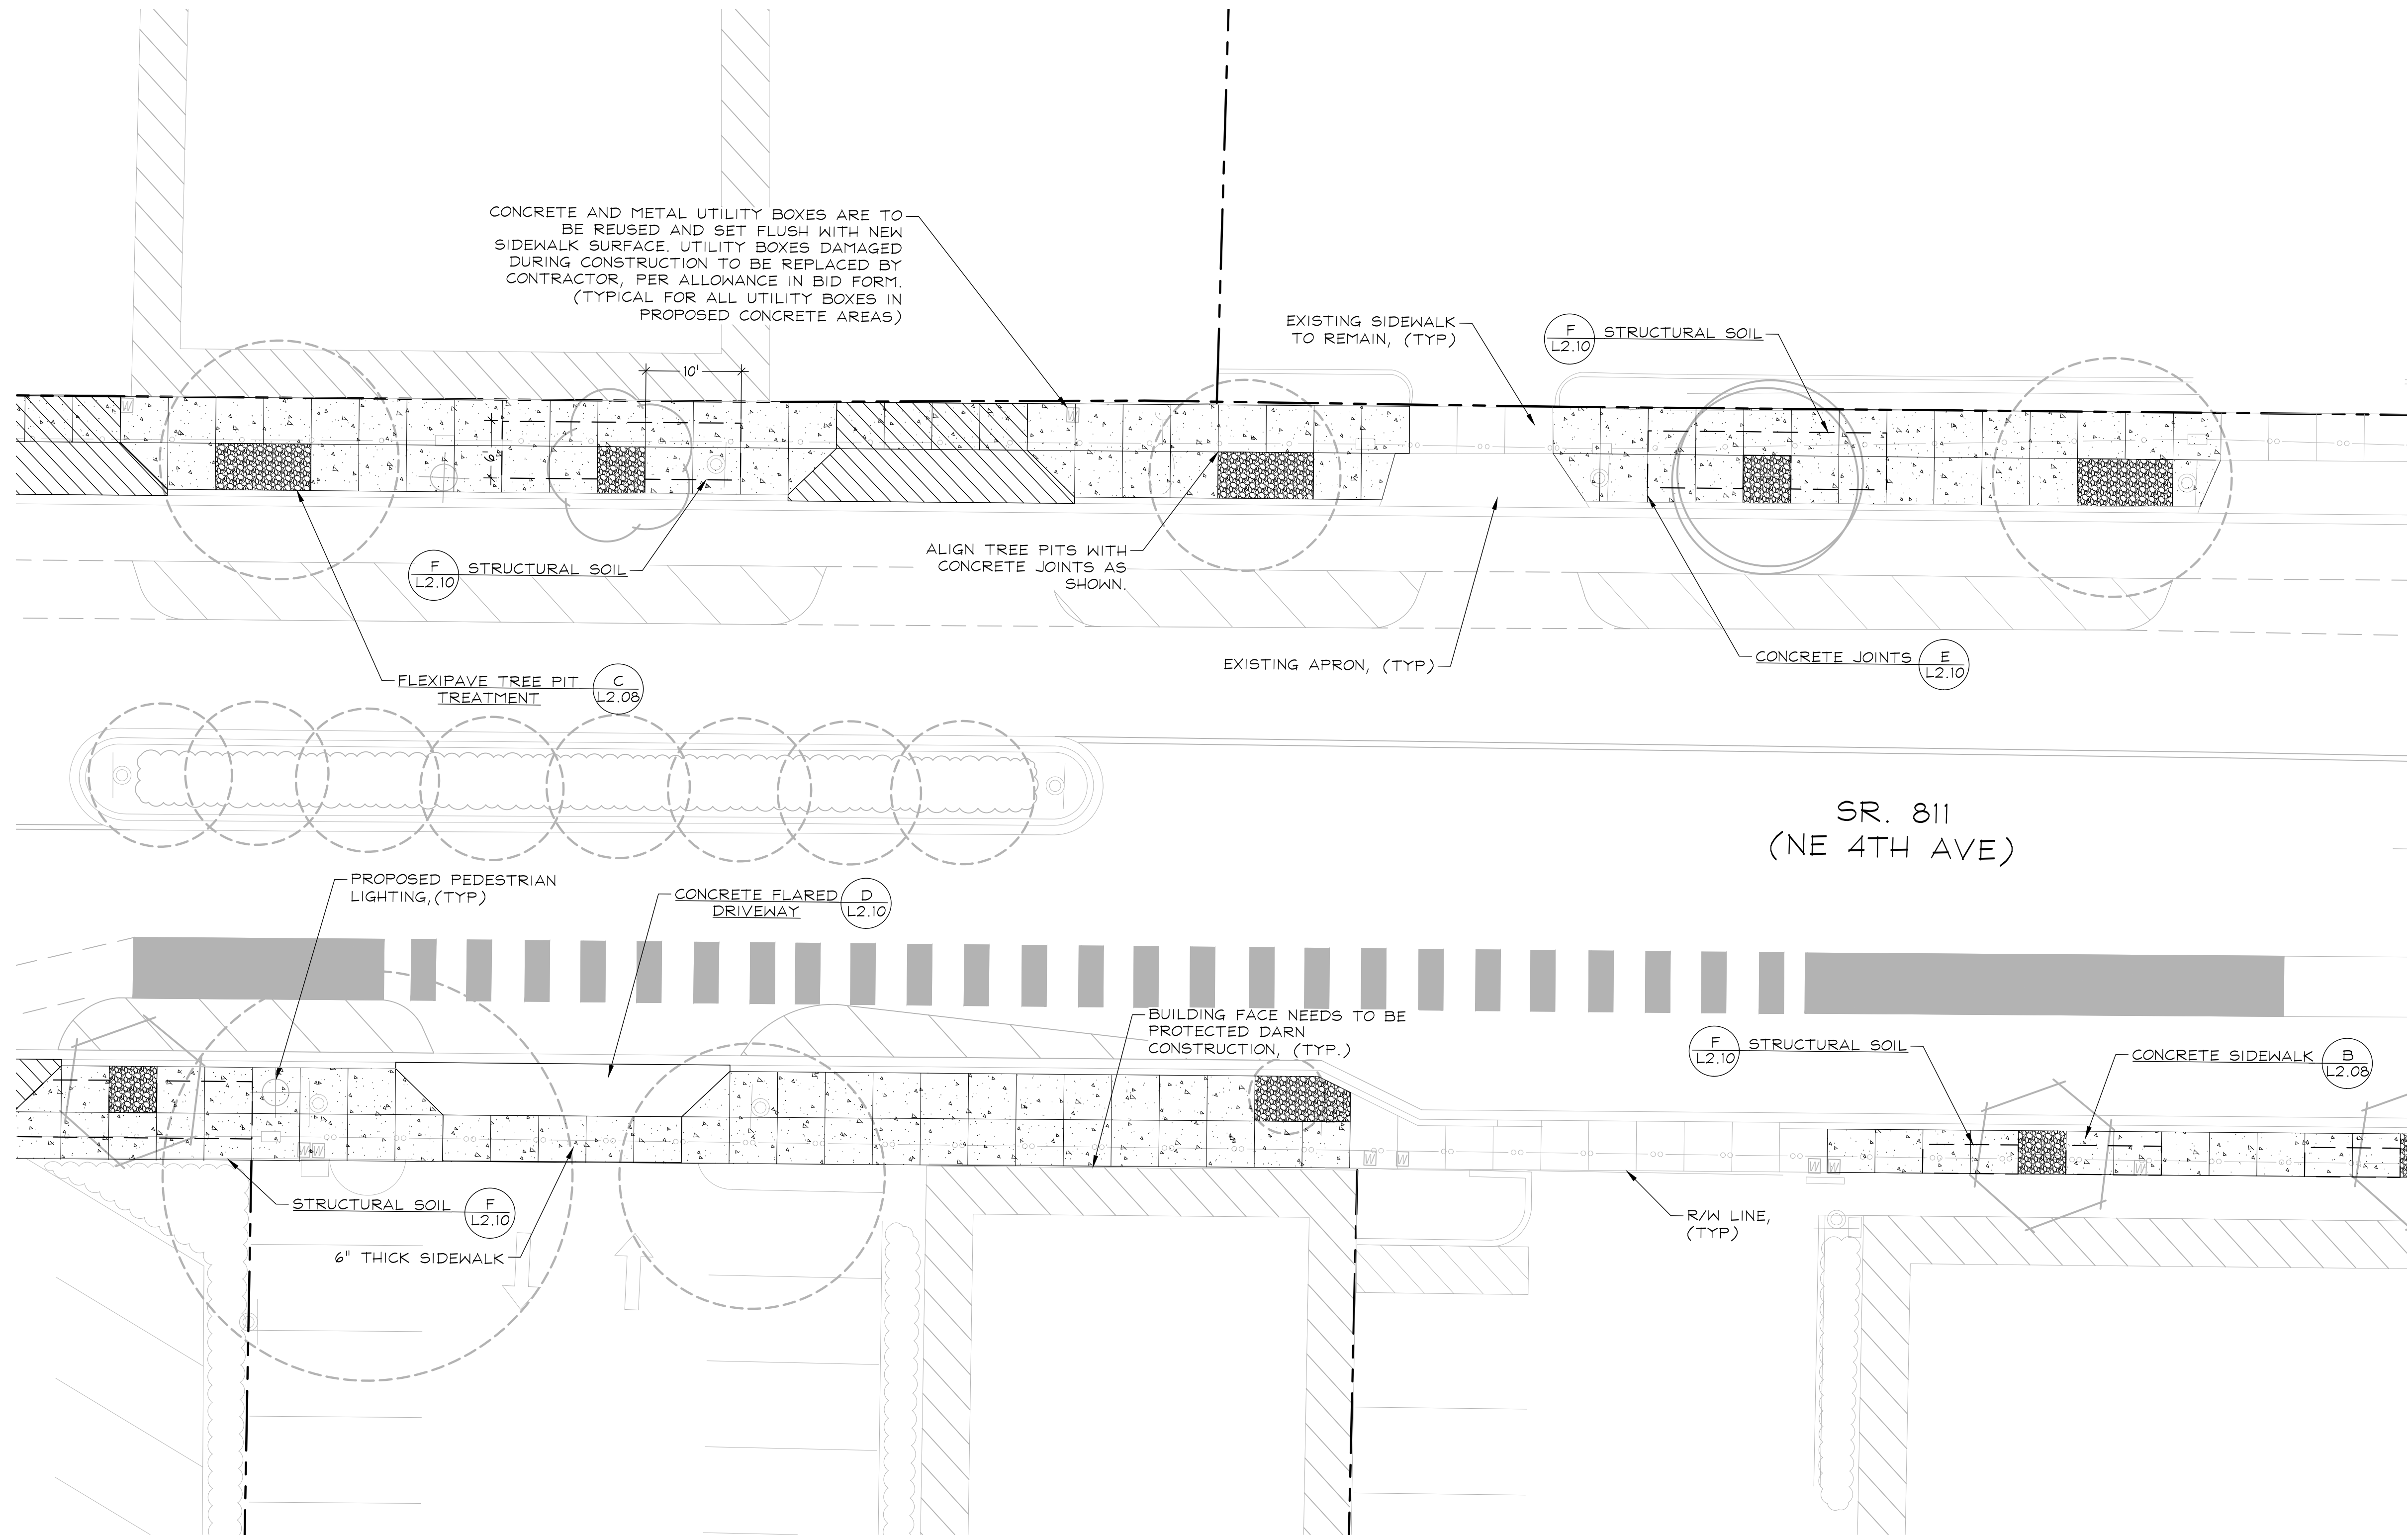 CONCRETE AND METAL UTILITY BOXES ARE TO
BE REUSED AND SET FLUSH WITH NEW
SIDEWALK SURFACE. UTILITY BOXES DAMAGED
DURING CONSTRUCTION TO BE REPLACED BY
CONTRACTOR, PER ALLOWANCE IN BID FORM.
(TYPICAL FOR ALL UTILITY BOXES IN
PROPOSED CONCRETE AREAS)
EXISTING SIDEWALK
TO REMAIN, (TYP)
F
L2.10
STRUCTURAL SOIL
10'
6'
W
W
F
L2.10
STRUCTURAL SOIL
ALIGN TREE PITS WITH
CONCRETE JOINTS AS
SHOWN.
EXISTING APRON, (TYP)
CONCRETE JOINTS
E
L2.10
FLEXIPAVE TREE PIT
TREATMENT
C
L2.08
SR. 811
(NE 4TH AVE)
PROPOSED PEDESTRIAN
LIGHTING,(TYP)
CONCRETE FLARED
DRIVEWAY
D
L2.10
BUILDING FACE NEEDS TO BE
PROTECTED DARN
CONSTRUCTION, (TYP.)
F
L2.10
STRUCTURAL SOIL
CONCRETE SIDEWALK
B
L2.08
W
W
W
W
W
W
W
STRUCTURAL SOIL
F
L2.10
6" THICK SIDEWALK
R/W LINE,
(TYP)